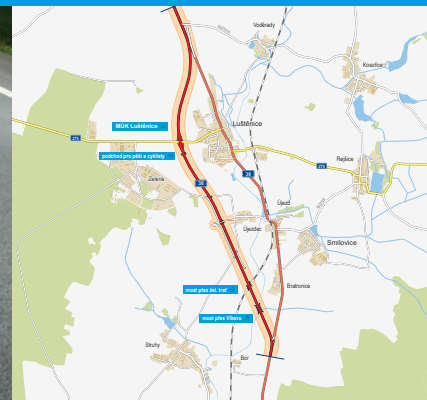 Voděrady
Kosořice
MÚK Luštěnice
Luštěnice
275
podchod pro pěší a cyklisty
275
Rejšice
38
Zelená
38
Újezd
Újezdec
Smilovice
most přes žel. trať
Bratronice
most přes Vlkavu
Struhy
Bor